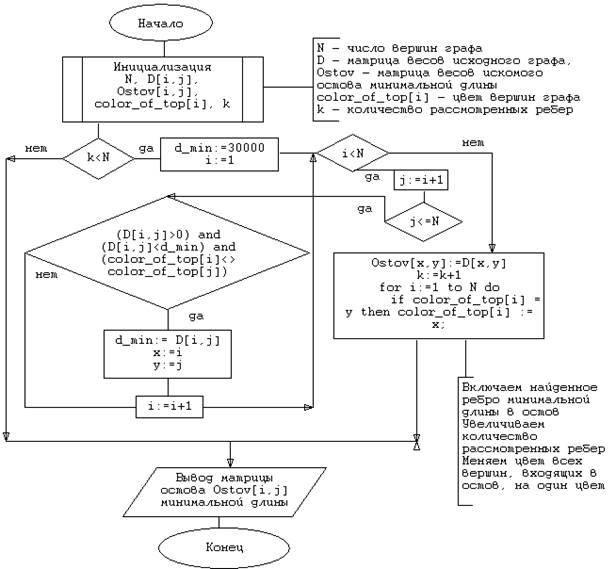 Начало
Инициализация
N, D[i,j],
Ostov[i,j],
color_of_top[i], k
N – число вершин графа
D – матрица весов исходного графа,
Ostov – матрица весов искомого
остова минимальной длины
color_of_top[i] – цвет вершин графа
k – количество рассмотренных ребер
нет
k<N
да
d_min:=30000
i:=1
i<N
нет
да
j:=i+1
да
j<=N
(D[i,j]>0) and
(D[i,j]<d_min) and
(color_of_top[i]<>
color_of_top[j])
нет
да
Ostov[x,y]:=D[x,y]
k:=k+1
for i:=1 to N do
if color_of_top[i] =
y then color_of_top[i] :=
x;
d_min:= D[i,j]
x:=i
y:=j
i:=i+1
Включаем найденное
ребро минимальной
длины в остов
Увеличиваем
количество
рассмотренных ребер
Меняем цвет всех
вершин, входящих в
остов, на один цвет
Вывод матрицы
остова Ostov[i,j]
минимальной длины
Конец